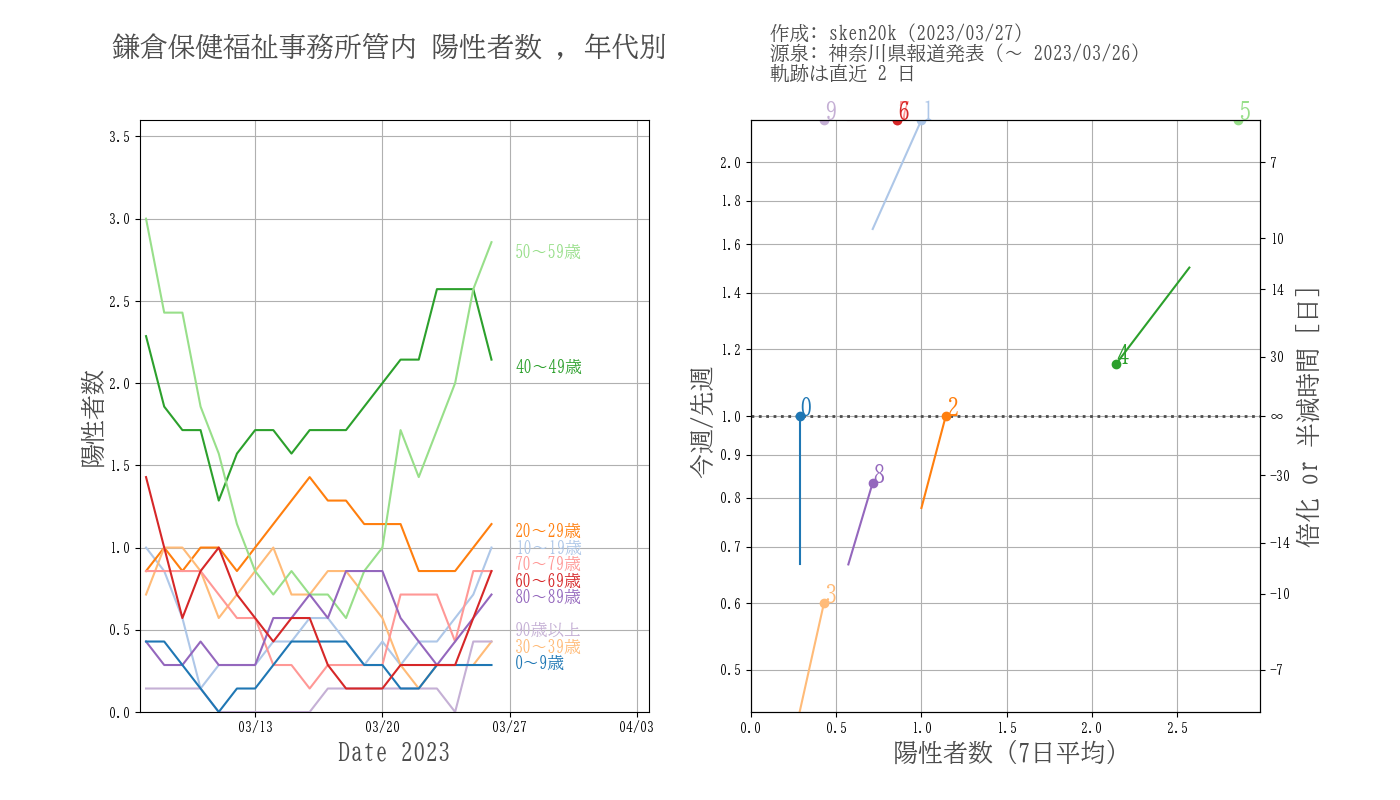 鎌倉保健福祉事務所管内 陽性者数 , 年代別
作成: sken20k (2023/03/27)
源泉: 神奈川県報道発表 (〜 2023/03/26)
軌跡は直近 2 日
3.5
3.0
2.5
2.0
1.5
1.0
0.5
0.0
陽性者数
03/13
03/20
03/27
04/03
Date 2023
50〜59歳
40〜49歳
20〜29歳
10〜19歳
70〜79歳
60〜69歳
80〜89歳
90歳以上
30〜39歳
0〜9歳
9
6
1
5
4
0
2
8
3
2.0
1.8
1.6
1.4
1.2
1.0
0.9
0.8
0.7
0.6
0.5
今週/先週
0.0
0.5
1.0
1.5
2.0
2.5
陽性者数 (7日平均)
7
10
14
30
∞
−30
−14
−10
−7
倍化 or 半減時間 [日]